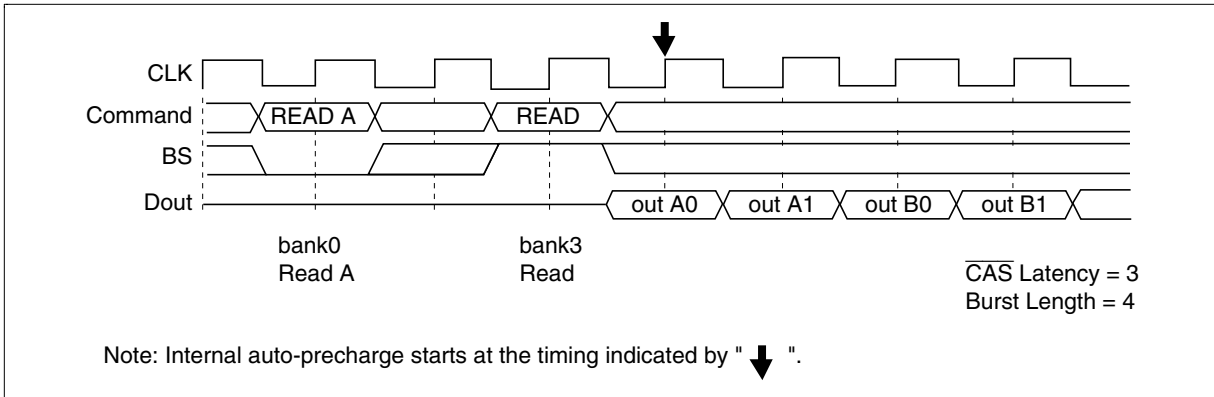 CLK
Command READ A READ
BS
Dout out A0 out A1 out B0 out B1
bank0 bank3
Read A Read
CAS Latency = 3
Burst Length = 4
Note: Internal auto-precharge starts at the timing indicated by " ".